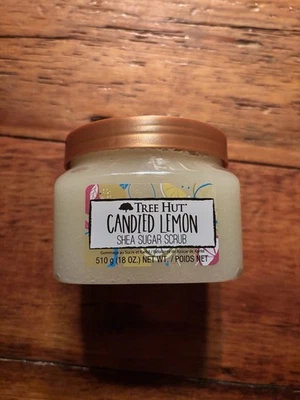 TREE HUT
CANDIED LEMON
SHEA SUGAR SCRUB
510 g (18 OZ.) NET WT. / POIDS NET